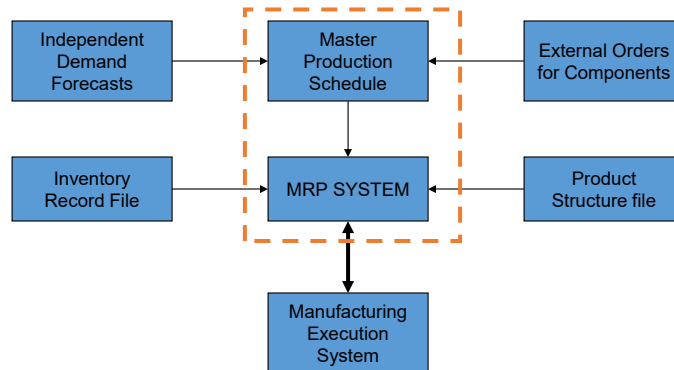 Independent
Demand
Forecasts
Master
Production
Schedule
External Orders
for Components
Inventory
Record File
MRP SYSTEM
Product
Structure file
Manufacturing
Execution
System